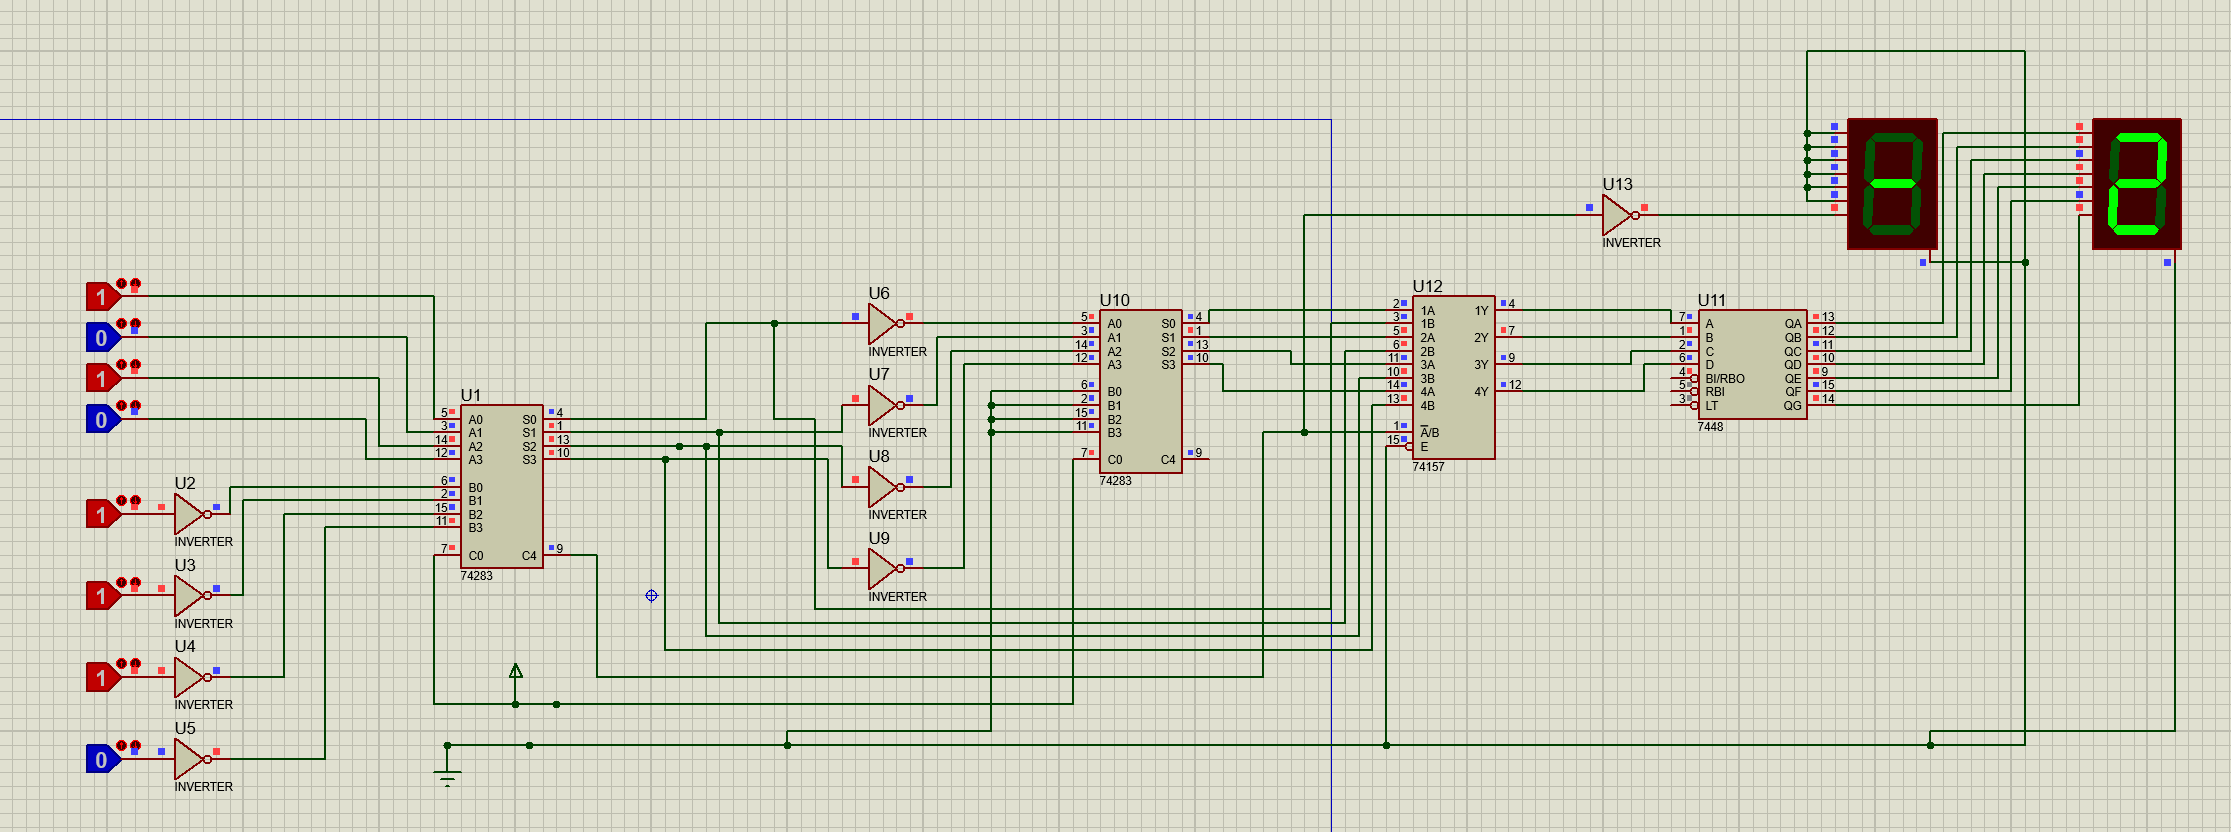 1
0
1
0
1
1
1
0
U2
INVERTER
U3
INVERTER
U4
INVERTER
U5
INVERTER
U1
5 A0 S0 4
3 A1 S1 1
14 A2 S2 13
12 A3 S3 10
6 B0
2 B1
15 B2
11 B3
7 C0 C4 9
74283
U6
INVERTER
U7
INVERTER
U8
INVERTER
U9
INVERTER
U10
5 A0 S0 4
3 A1 S1 1
14 A2 S2 13
12 A3 S3 10
6 B0
2 B1
15 B2
11 B3
7 C0 C4 9
74283
U12
2 1A 1Y 4
3 1B
5 2A 2Y 7
6 2B
11 3A 3Y 9
10 3B
14 4A 4Y 12
13 4B
1 A/B
15 E
74157
U13
INVERTER
U11
7 A QA 13
1 B QB 12
2 C QC 11
6 D QD 10
4 BI/RBO QE 9
5 RBI QF 15
3 LT QG 14
7448
-2